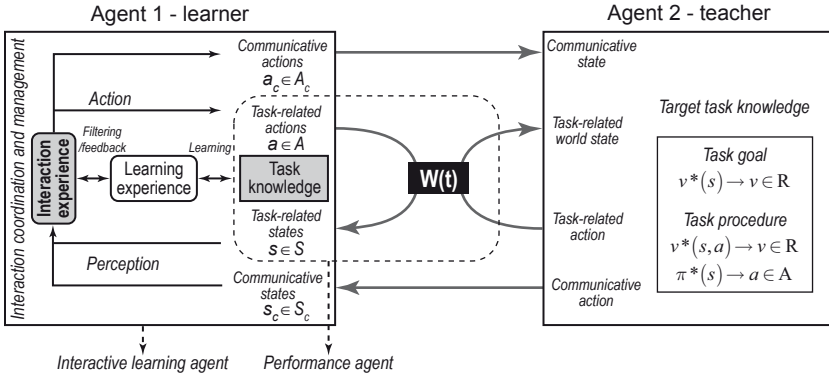 Agent 1 - learner
Agent 2 - teacher
Interaction coordination and management
Communicative
actions
a_c ∈ A_c
Action
Task-related
actions
a ∈ A
Interaction
experience
Filtering
/feedback
Learning
experience
Learning
Task
knowledge
Task-related
states
s ∈ S
Perception
Communicative
states
s_c ∈ S_c
W(t)
Communicative
state
Task-related
world state
Task-related
action
Communicative
action
Target task knowledge
Task goal
v*(s) → v ∈ R
Task procedure
v*(s,a) → v ∈ R
π*(s) → a ∈ A
Interactive learning agent
Performance agent